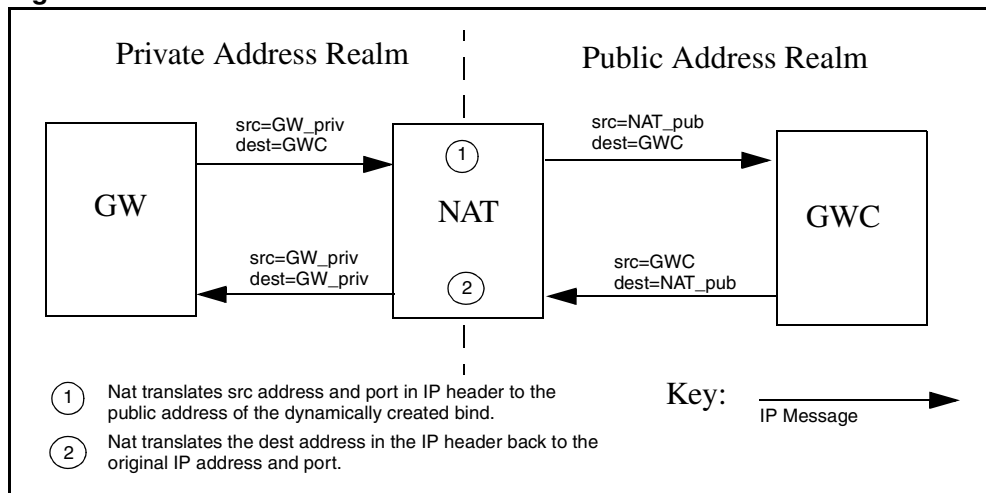 Private Address Realm
Public Address Realm
src=GW_priv
dest=GWC
src=NAT_pub
dest=GWC
1
GW
NAT
GWC
src=GW_priv
dest=GW_priv
src=GWC
dest=NAT_pub
2
1 Nat translates src address and port in IP header to the
public address of the dynamically created bind.
2 Nat translates the dest address in the IP header back to the
original IP address and port.
Key:
IP Message